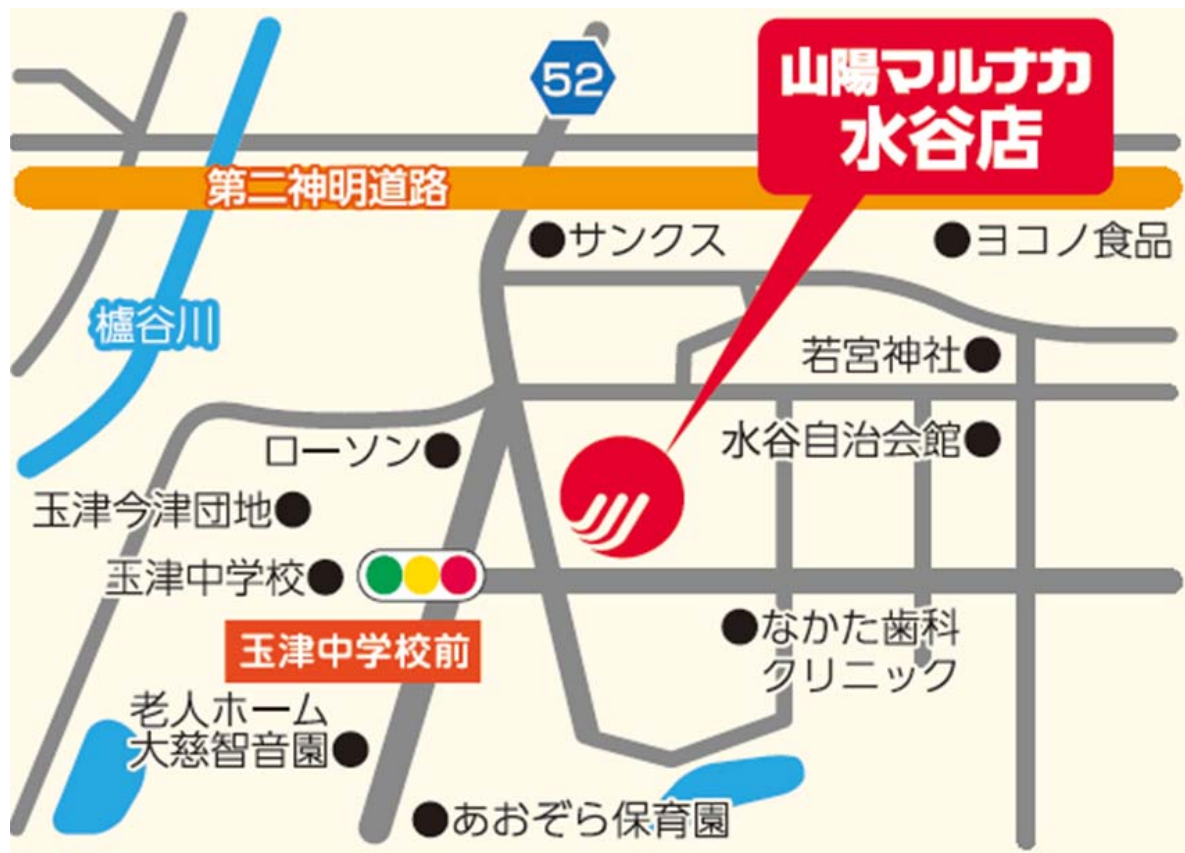 52
山陽マルナカ
水谷店
第二神明道路
サンクス
ヨコノ食品
櫨谷川
若宮神社
ローソン
水谷自治会館
玉津今津団地
玉津中学校
なかた歯科
クリニック
玉津中学校前
老人ホーム
大慈智音園
あおぞら保育園